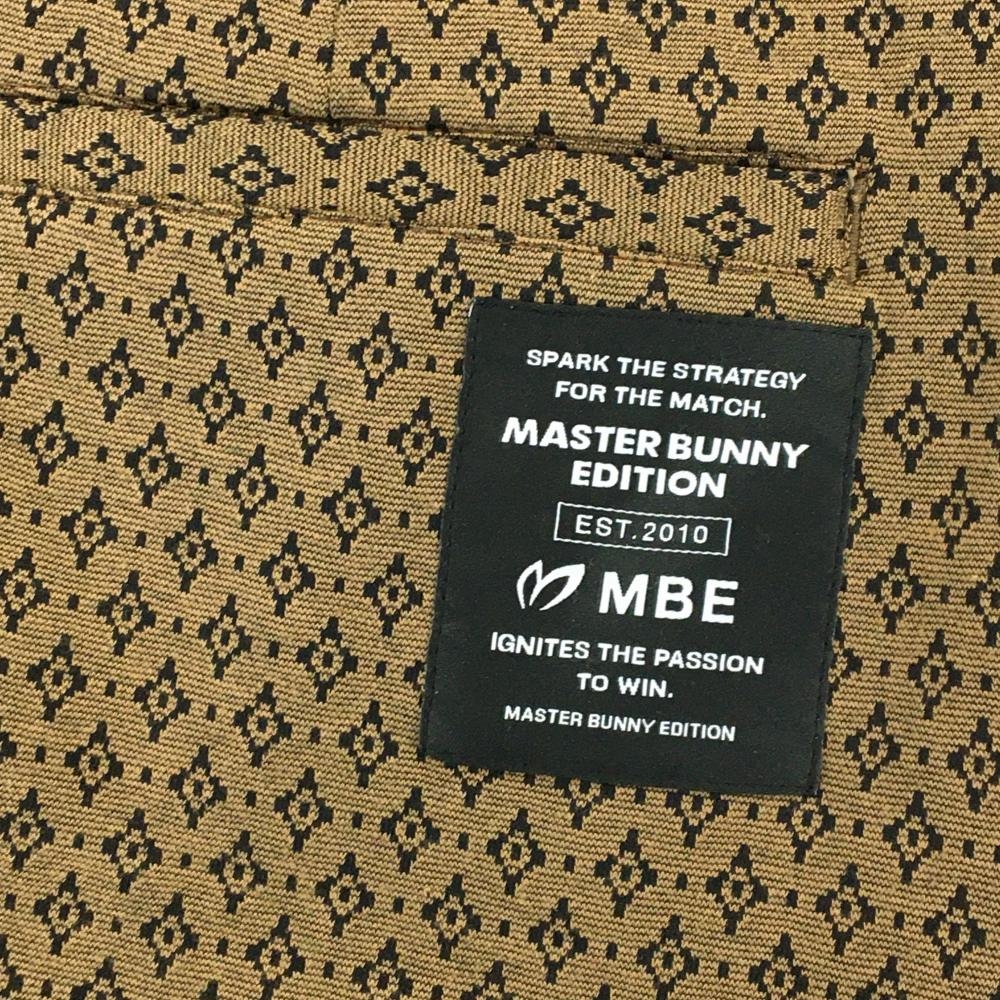 SPARK THE STRATEGY
FOR THE MATCH.
MASTER BUNNY
EDITION
EST.2010
MBE
IGNITES THE PASSION
TO WIN.
MASTER BUNNY EDITION